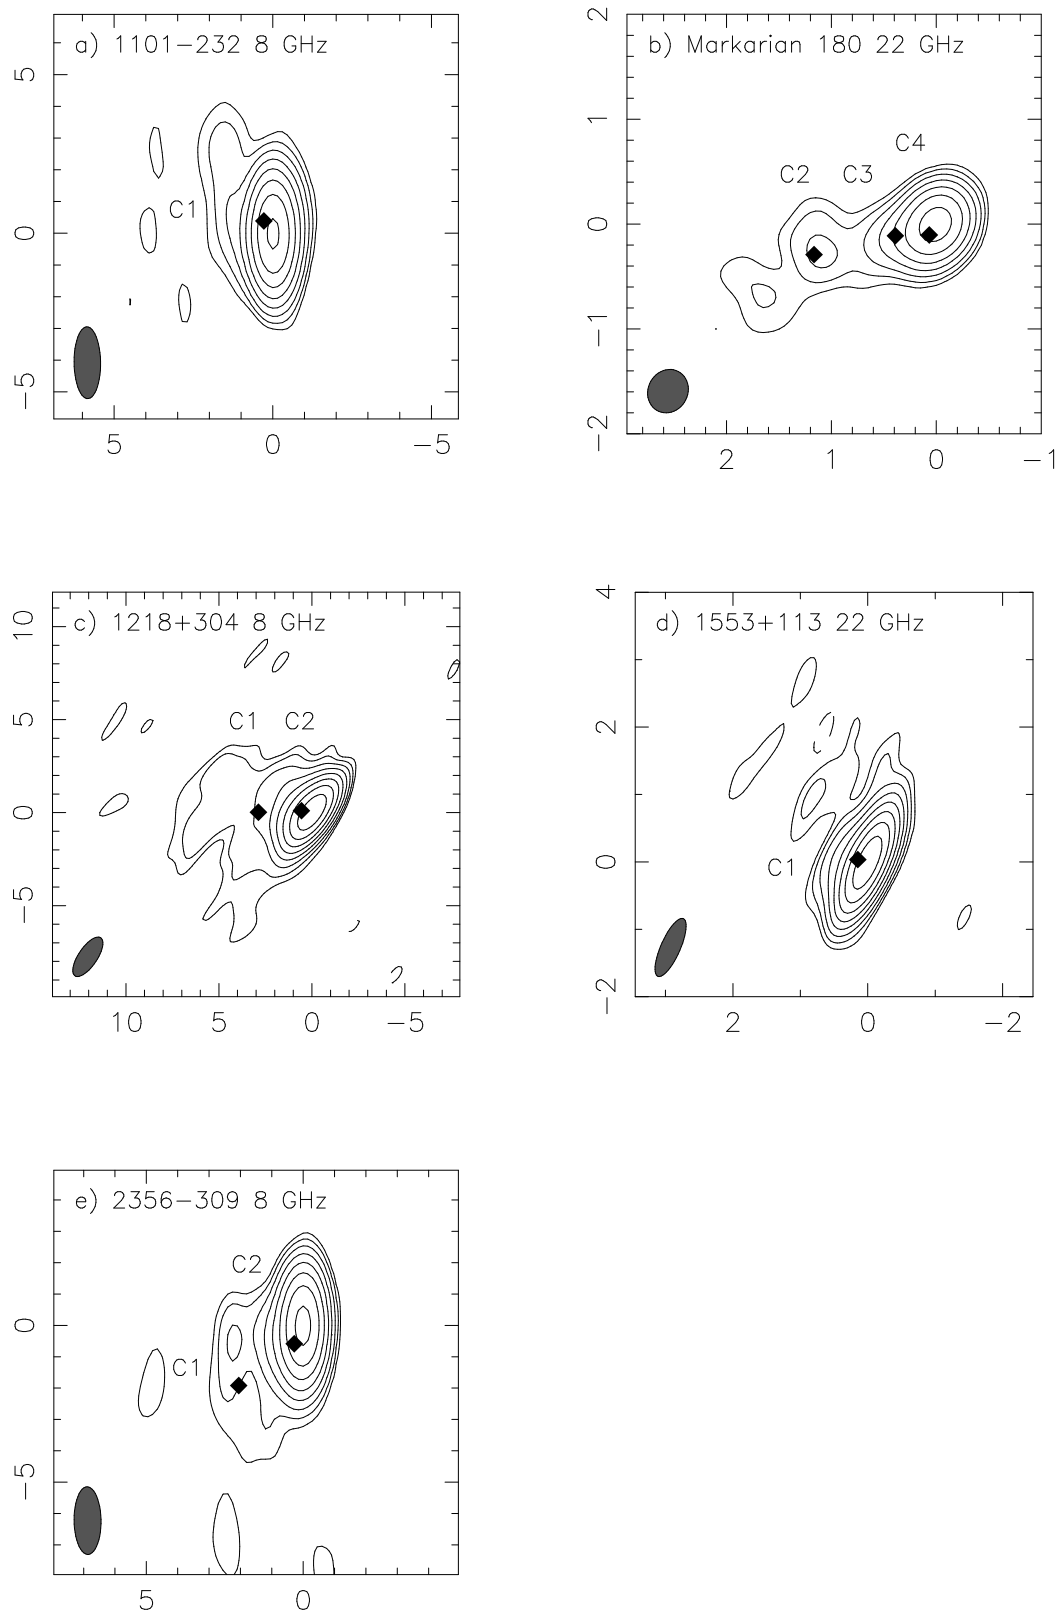 a) 1101−232 8 GHz
5
0
−5
C1
5 0 −5
b) Markarian 180 22 GHz
2
1
0
−1
−2
C4
C2 C3
2 1 0 −1
c) 1218+304 8 GHz
10
5
0
−5
C1 C2
10 5 0 −5
d) 1553+113 22 GHz
4
2
0
−2
C1
2 0 −2
e) 2356−309 8 GHz
0
−5
C2
C1
5 0